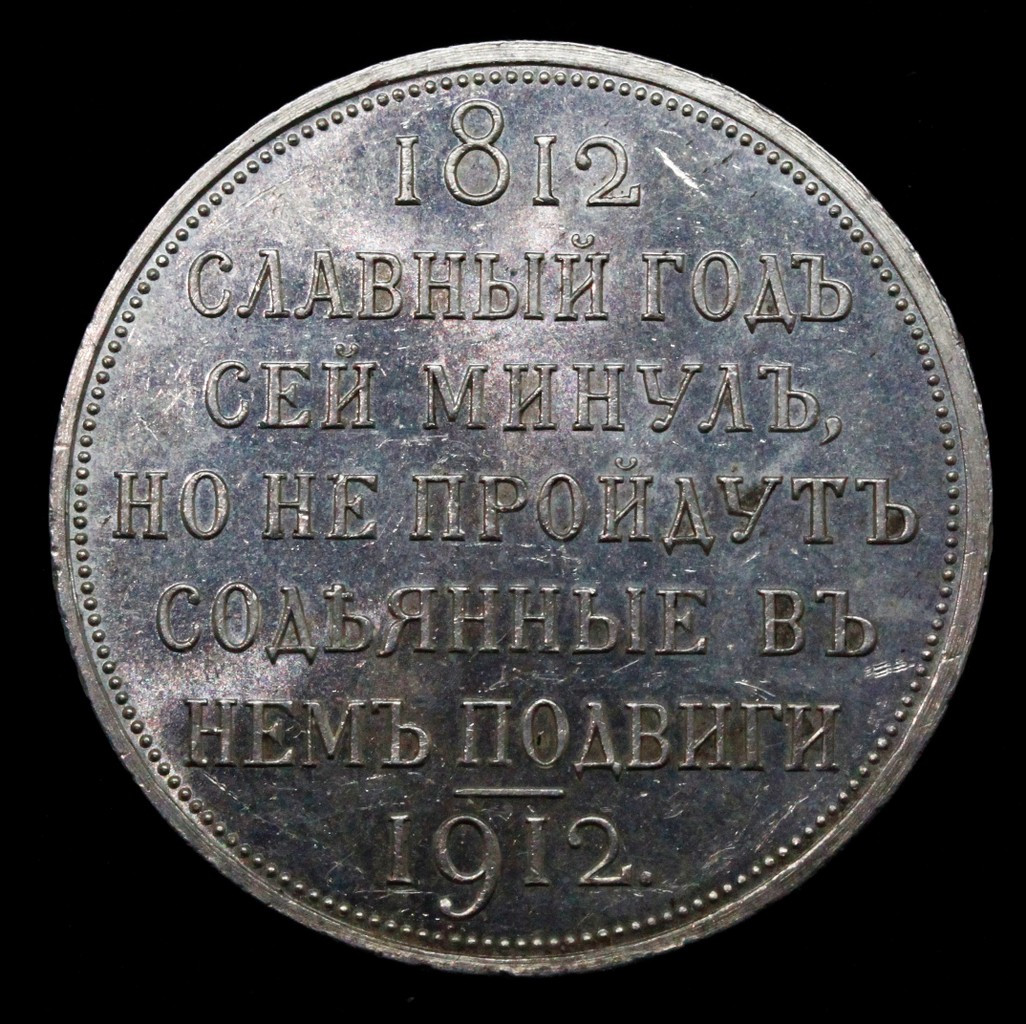 1812
СЛАВНЫЙ ГОДЪ
СЕЙ МИНУЛЪ,
НО НЕ ПРОЙДУТЪ
СОДѢЯННЫЕ ВЪ
НЕМЪ ПОДВИГИ
1912.